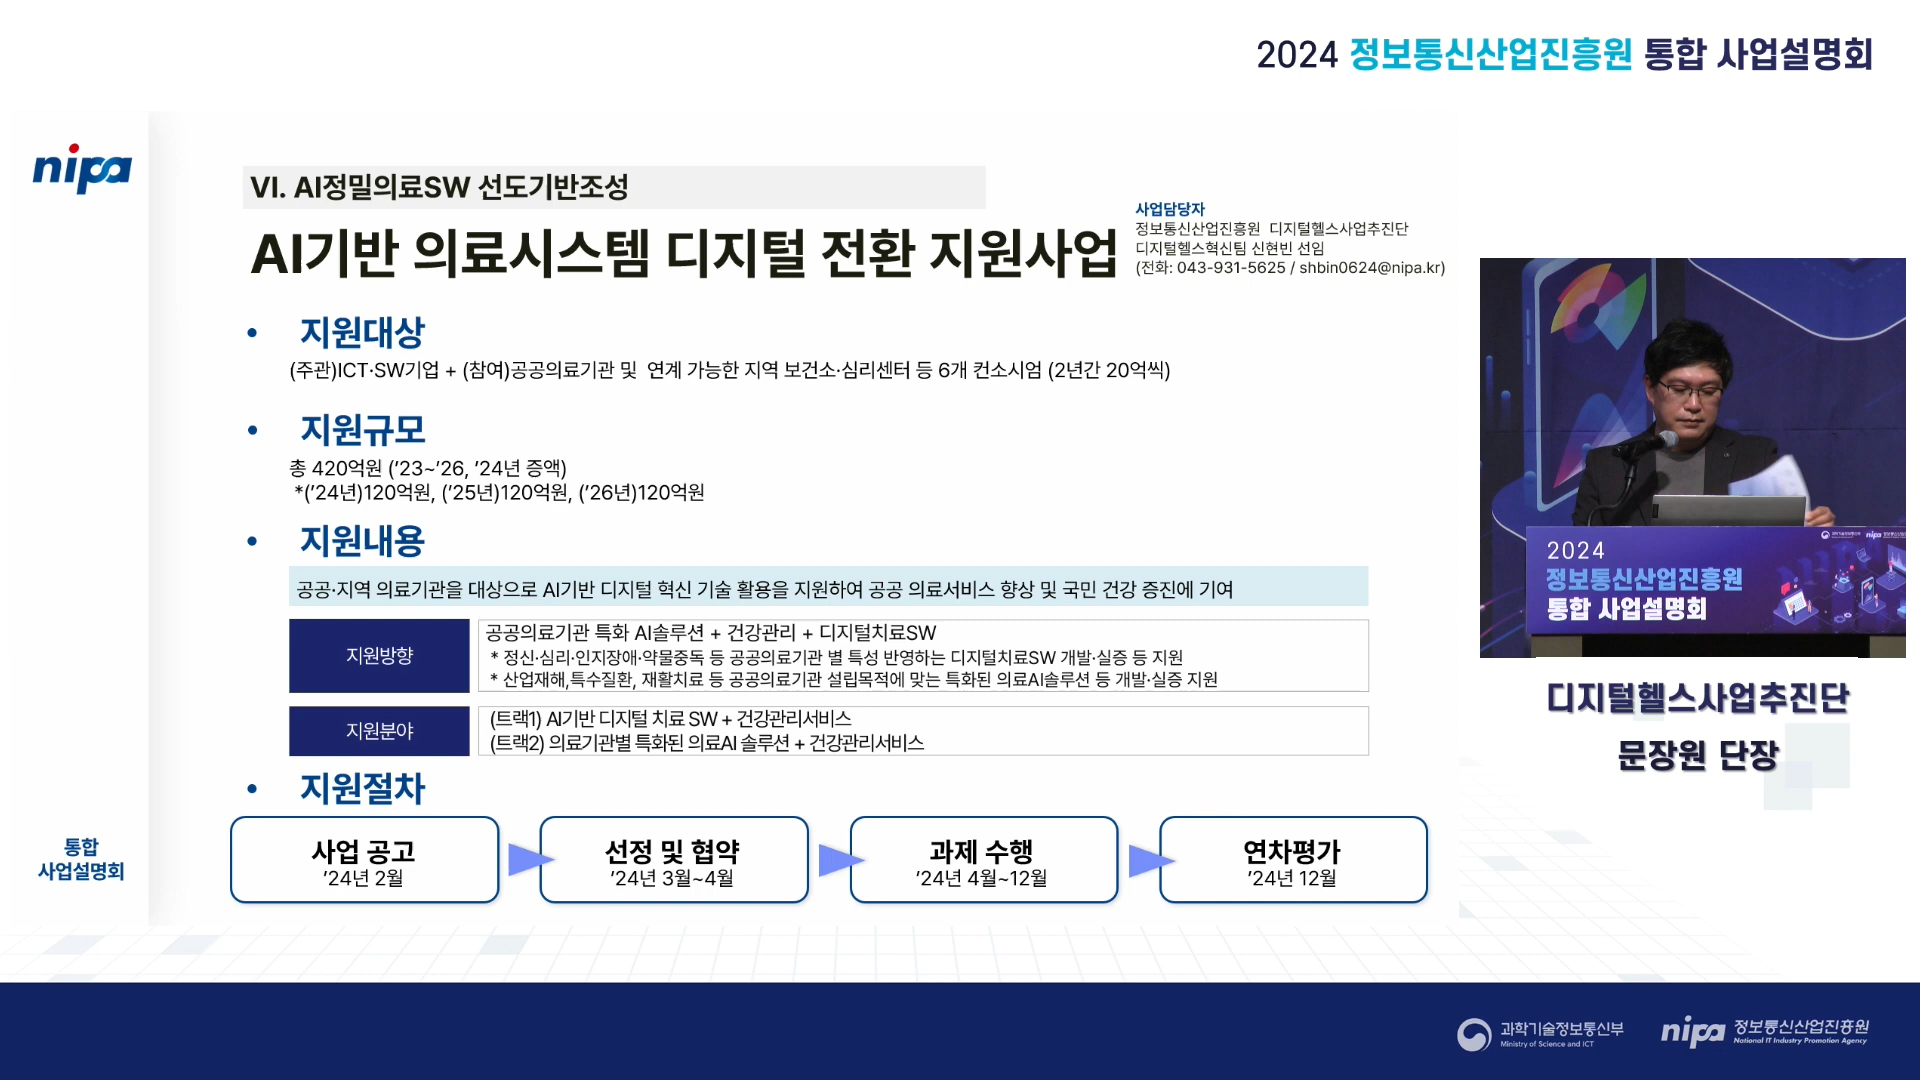 2024 정보통신산업진흥원 통합 사업설명회
nipa
VI. AI정밀의료SW 선도기반조성
AI기반 의료시스템 디지털 전환 지원사업
사업담당자
정보통신산업진흥원 디지털헬스사업추진단
디지털헬스혁신팀 신현빈 선임
(전화: 043-931-5625 / shbin0624@nipa.kr)
• 지원대상
(주관)ICT·SW기업 + (참여)공공의료기관 및 연계 가능한 지역 보건소·심리센터 등 6개 컨소시엄 (2년간 20억씩)
• 지원규모
총 420억원 (’23~’26, ’24년 증액)
*(’24년)120억원, (’25년)120억원, (’26년)120억원
• 지원내용
공공·지역 의료기관을 대상으로 AI기반 디지털 혁신 기술 활용을 지원하여 공공 의료서비스 향상 및 국민 건강 증진에 기여
지원방향
공공의료기관 특화 AI솔루션 + 건강관리 + 디지털치료SW
* 정신·심리·인지장애·약물중독 등 공공의료기관 별 특성 반영하는 디지털치료SW 개발·실증 등 지원
* 산업재해,특수질환, 재활치료 등 공공의료기관 설립목적에 맞는 특화된 의료AI솔루션 등 개발·실증 지원
지원분야
(트랙1) AI기반 디지털 치료 SW + 건강관리서비스
(트랙2) 의료기관별 특화된 의료AI 솔루션 + 건강관리서비스
• 지원절차
사업 공고
’24년 2월
선정 및 협약
’24년 3월~4월
과제 수행
’24년 4월~12월
연차평가
’24년 12월
통합
사업설명회
2024
정보통신산업진흥원
통합 사업설명회
디지털헬스사업추진단
문장원 단장
과학기술정보통신부
Ministry of Science and ICT
nipa 정보통신산업진흥원
National IT Industry Promotion Agency